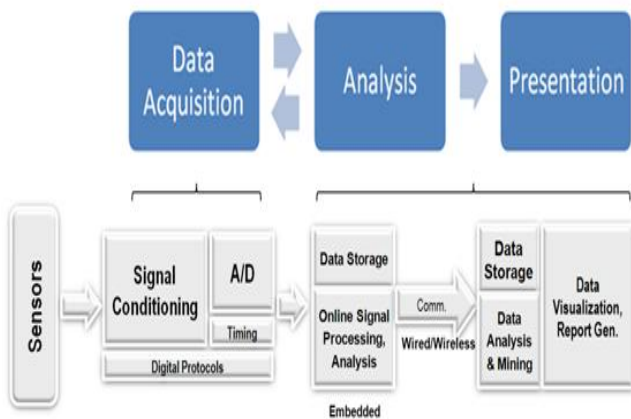 Data
Acquisition
Analysis
Presentation
Sensors
Signal
Conditioning
A/D
Timing
Digital Protocols
Data Storage
Online Signal
Processing,
Analysis
Embedded
Comm.
Wired/Wireless
Data
Storage
Data
Analysis
& Mining
Data
Visualization,
Report Gen.